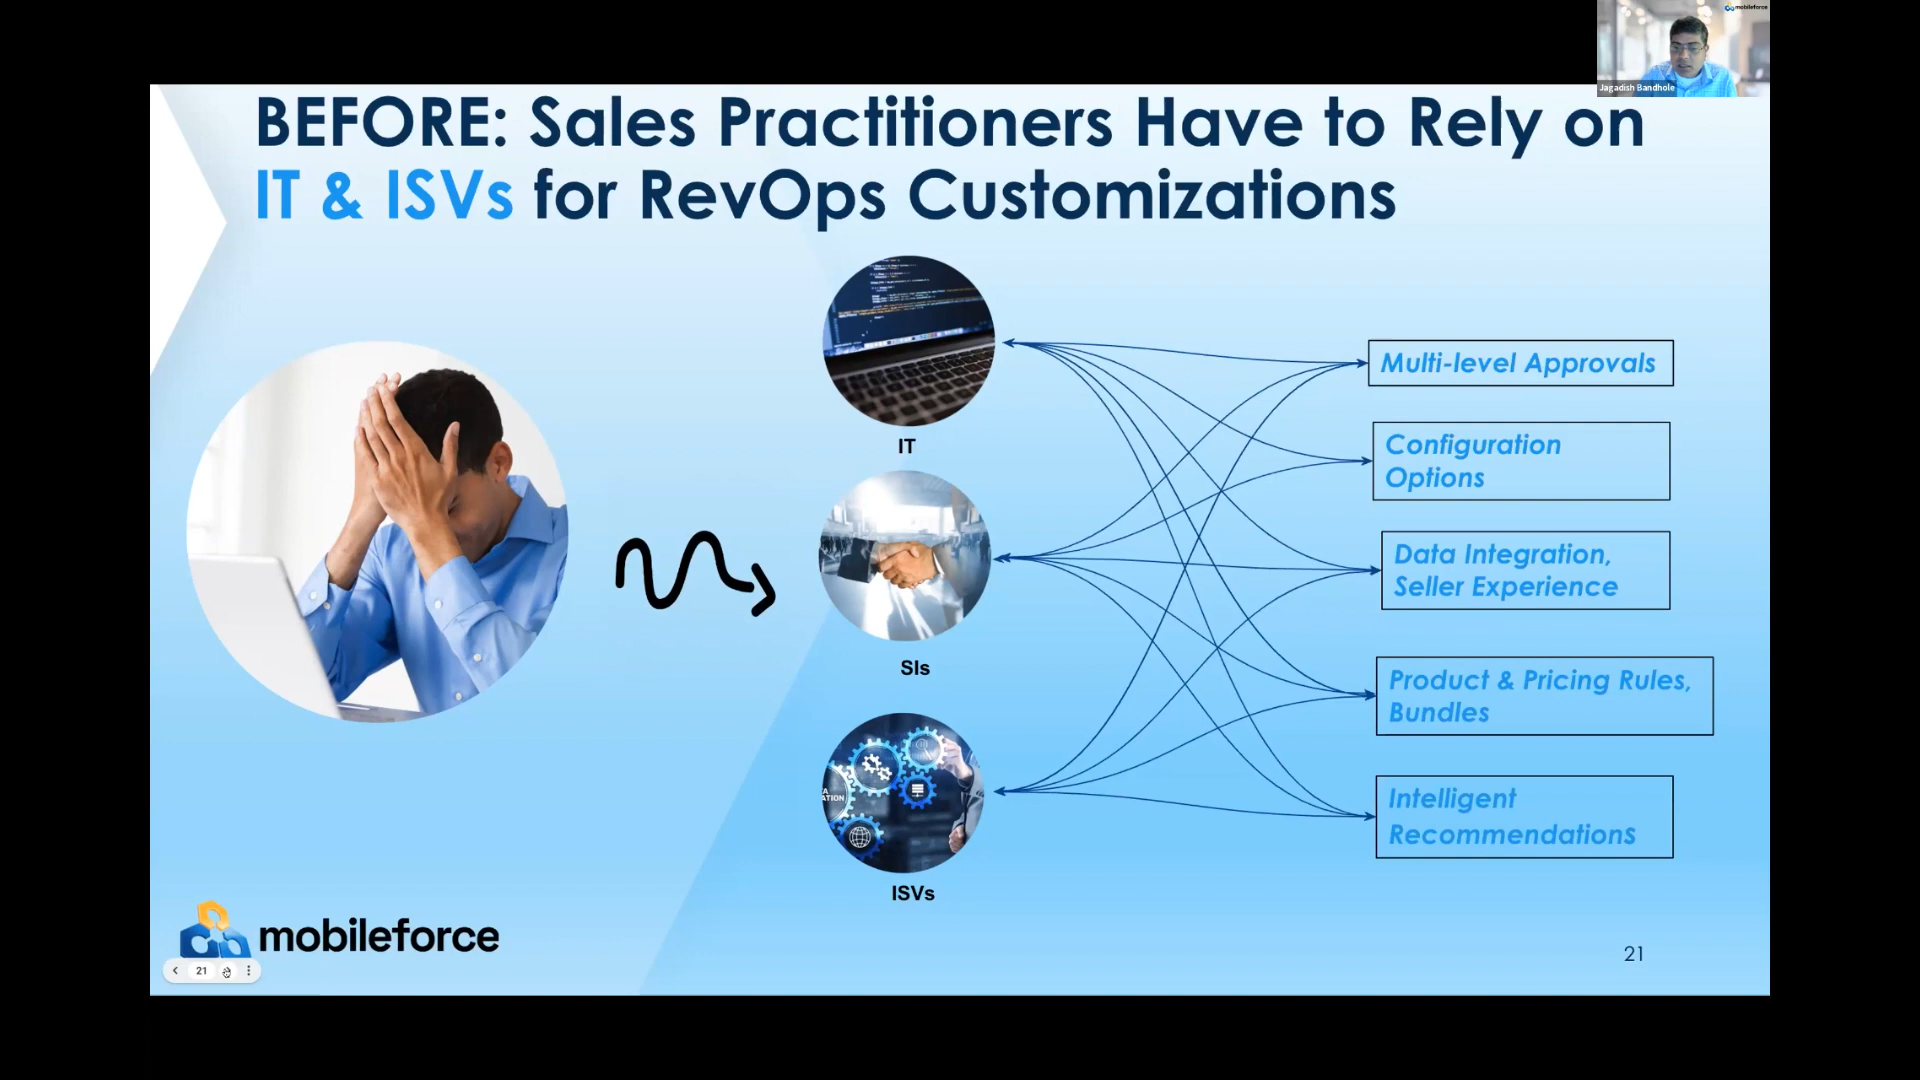 mobileforce
Jagadish Bandhole
BEFORE: Sales Practitioners Have to Rely on
IT & ISVs for RevOps Customizations
IT
SIs
ISVs
Multi-level Approvals
Configuration
Options
Data Integration,
Seller Experience
Product & Pricing Rules,
Bundles
Intelligent
Recommendations
mobileforce
21
21